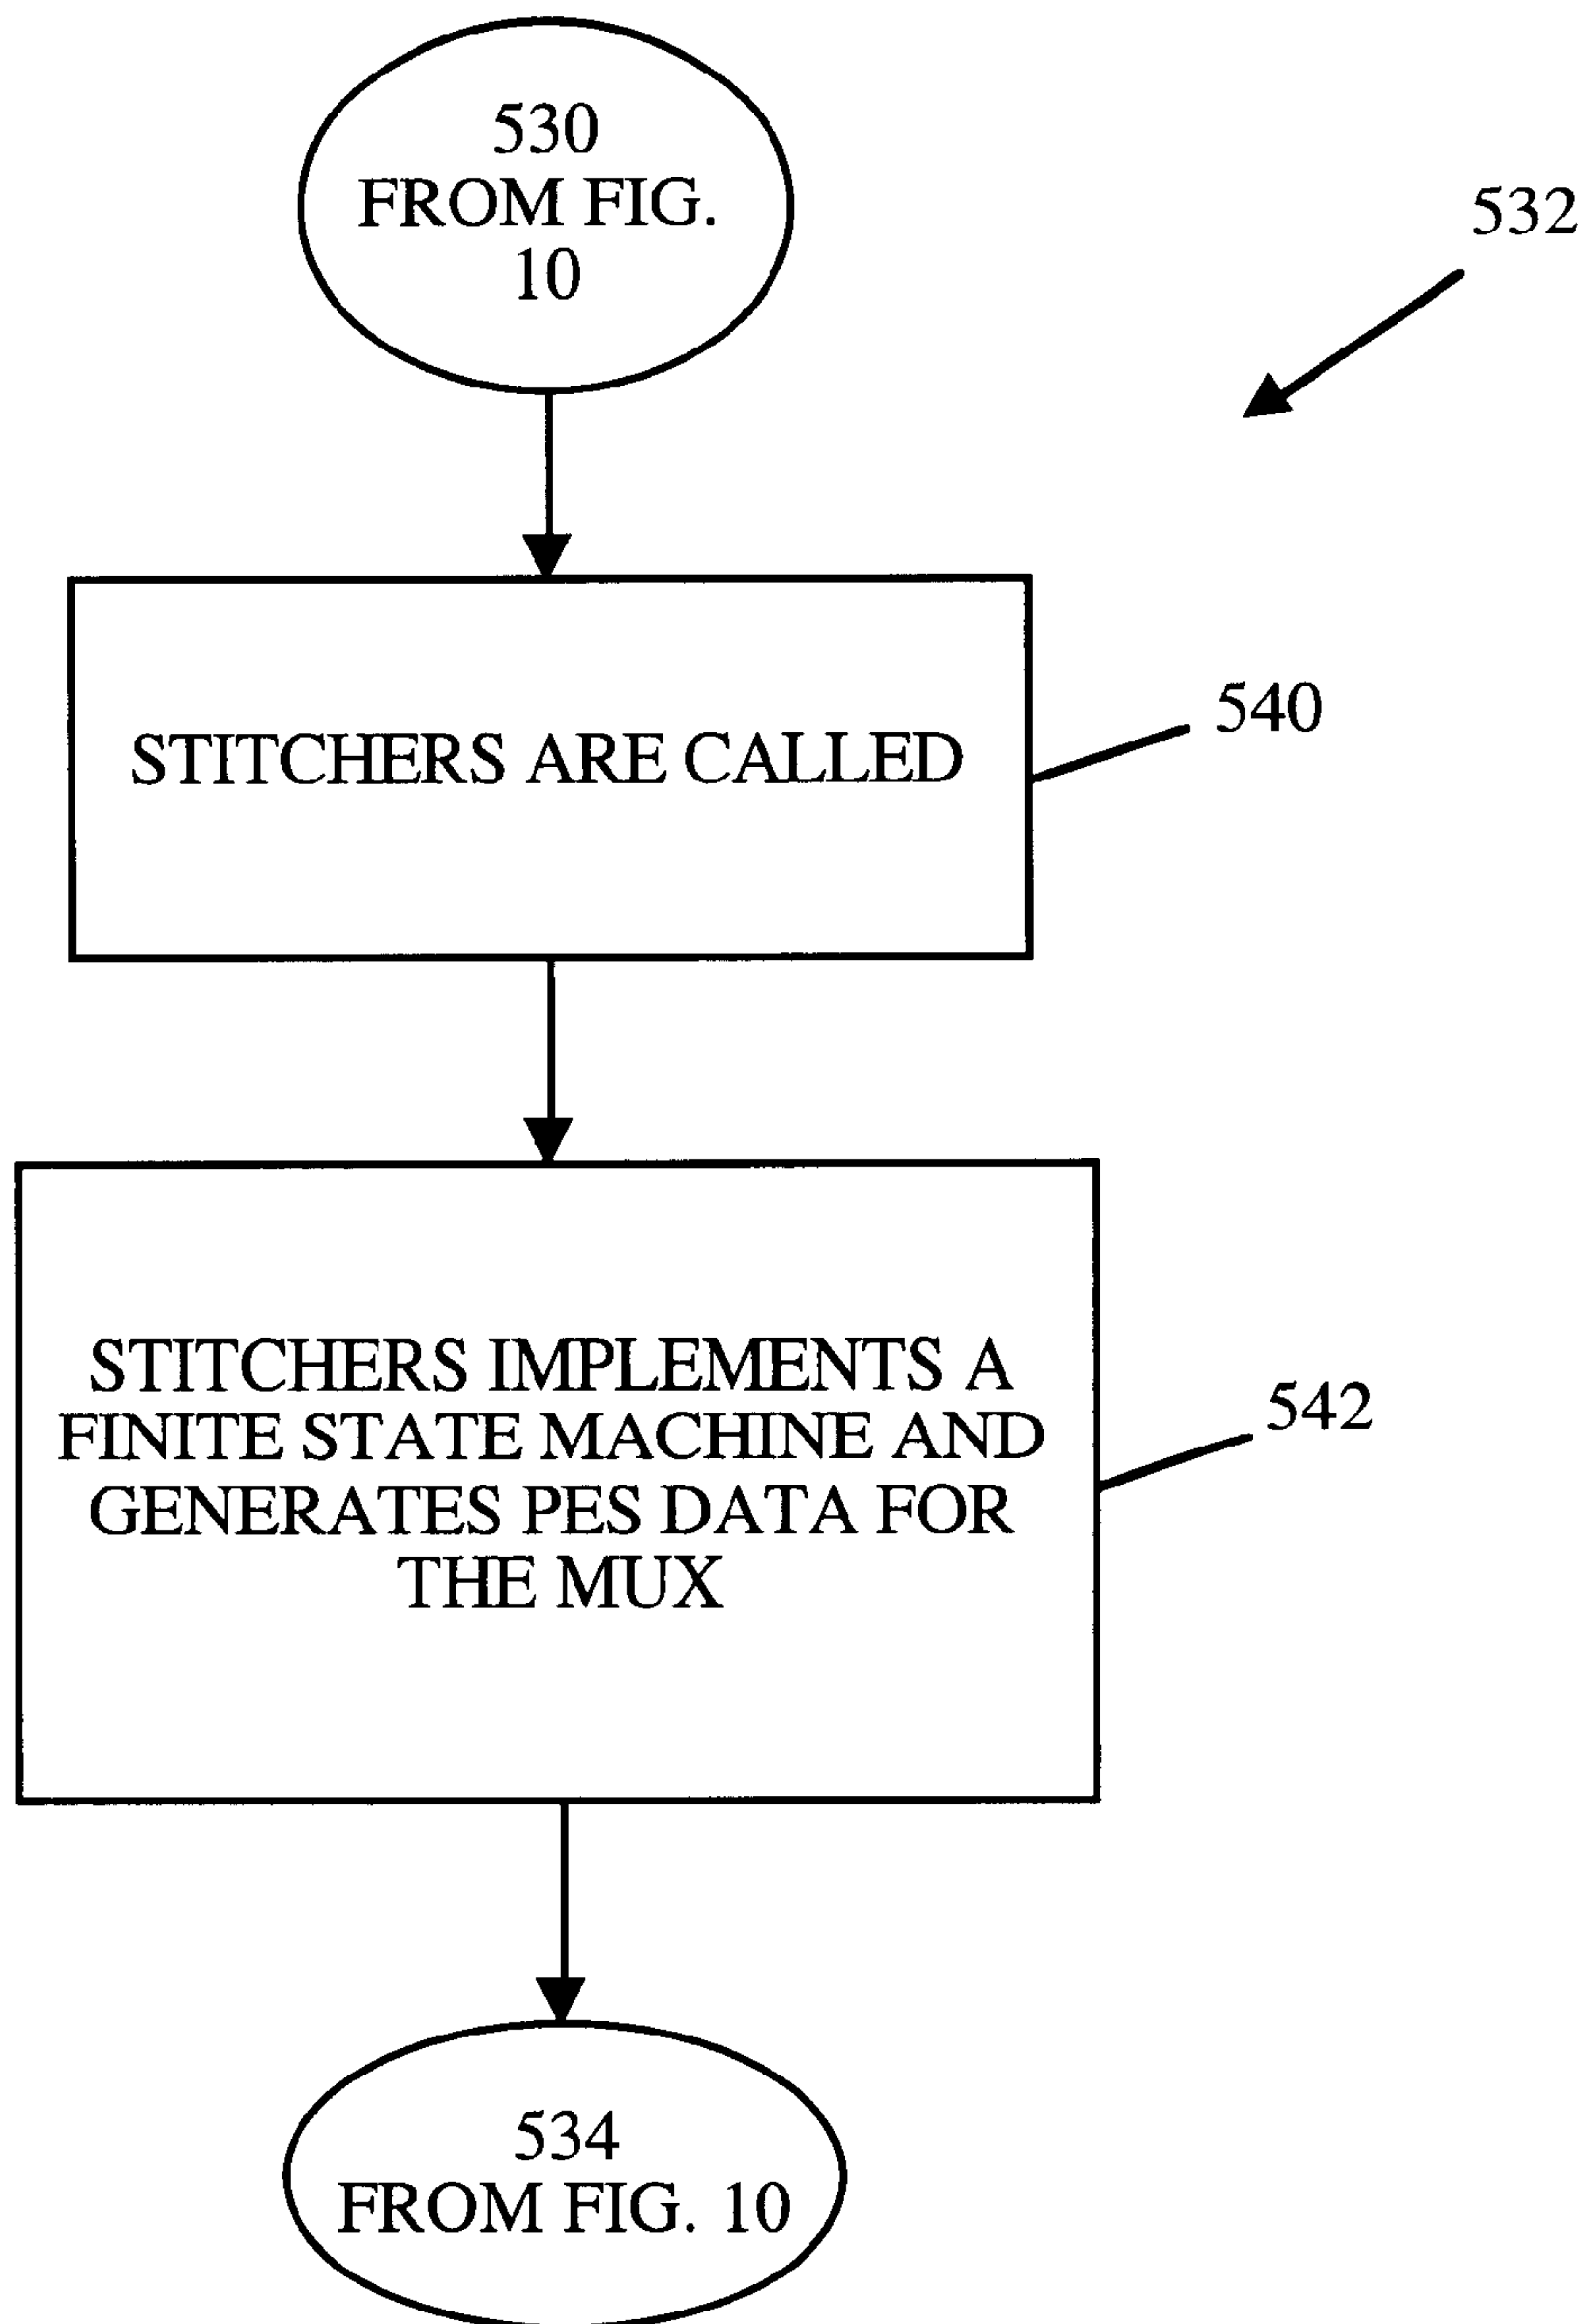 530
FROM FIG.
10
532
STITCHERS ARE CALLED
540
STITCHERS IMPLEMENTS A
FINITE STATE MACHINE AND
GENERATES PES DATA FOR
THE MUX
542
534
FROM FIG. 10